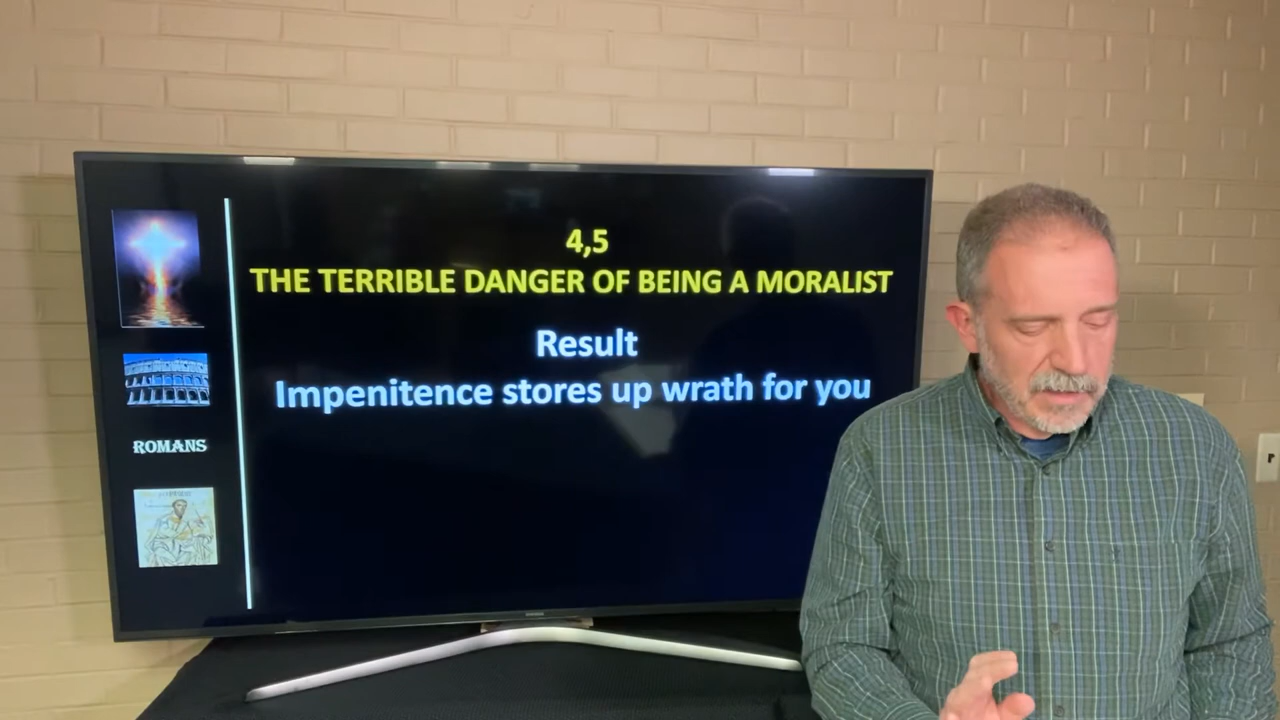 4,5
THE TERRIBLE DANGER OF BEING A MORALIST
Result
Impenitence stores up wrath for you
ROMANS